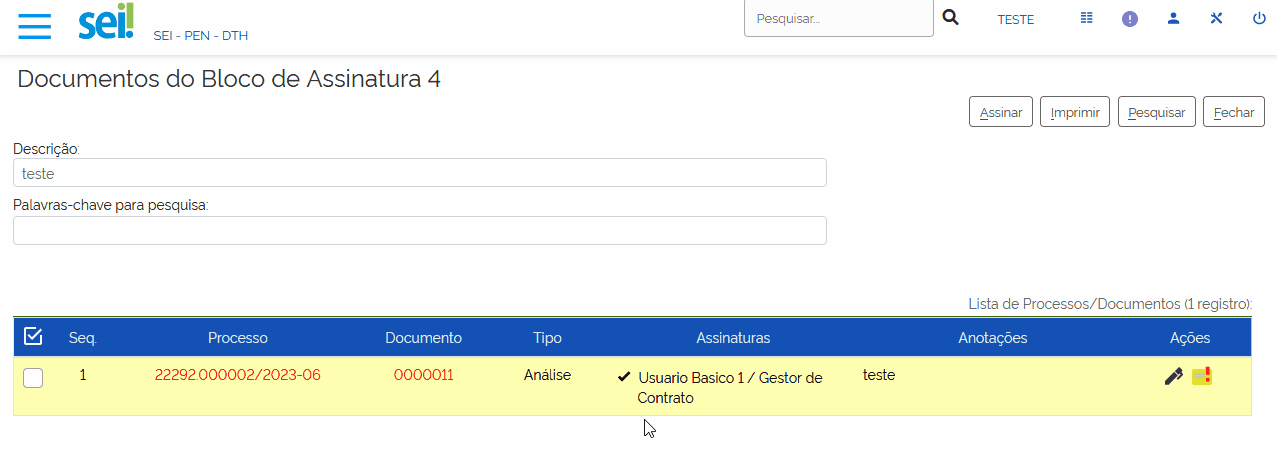 sei!
SEI - PEN - DTH
Pesquisar...
TESTE
Documentos do Bloco de Assinatura 4
Assinar Imprimir Pesquisar Fechar
Descrição:
teste
Palavras-chave para pesquisa:
Lista de Processos/Documentos (1 registro):
Seq. Processo Documento Tipo Assinaturas Anotações Ações
1 22292.000002/2023-06 0000011 Análise Usuario Basico 1 / Gestor de teste
Contrato